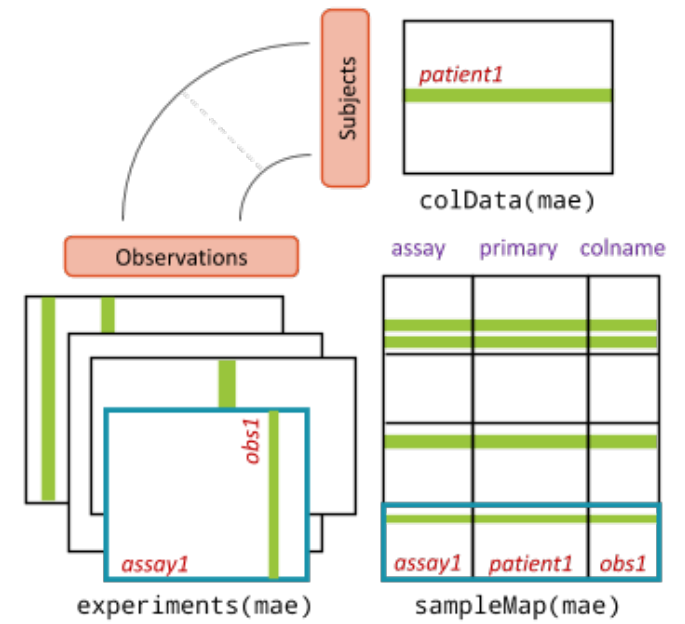 Subjects
patient1
colData(mae)
Observations
assay primary colname
obs1
assay1
assay1 patient1 obs1
experiments(mae)
sampleMap(mae)